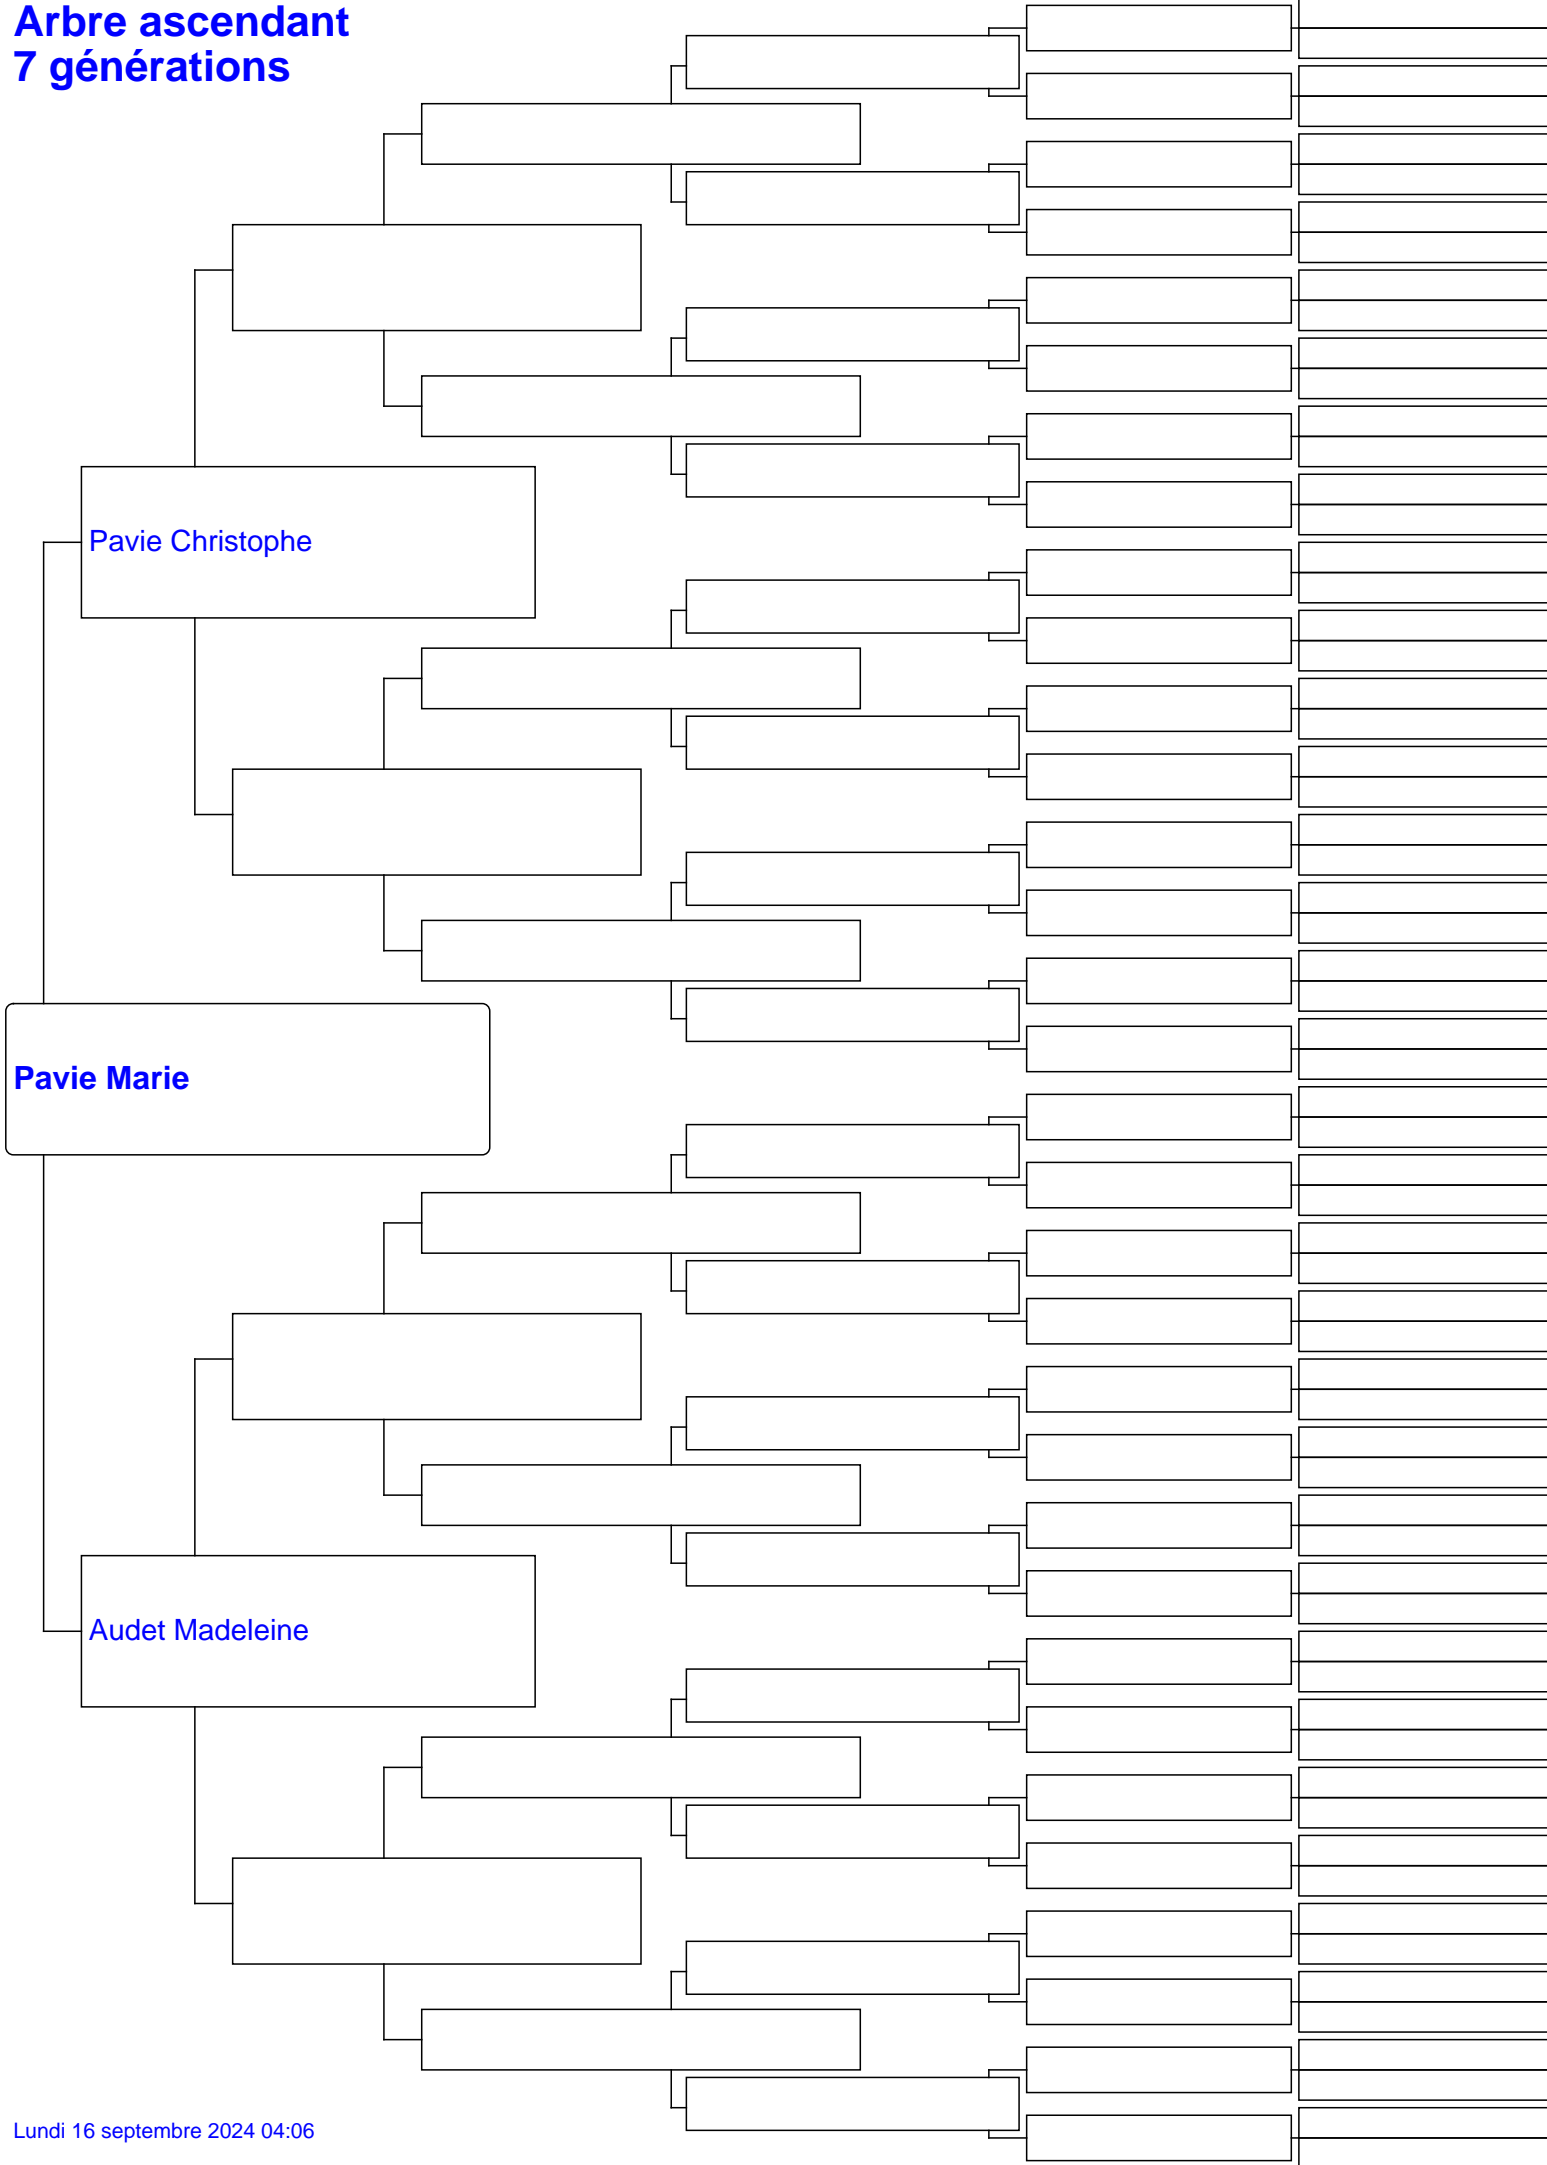 Arbre ascendant
7 générations
Pavie Christophe
Pavie Marie
Audet Madeleine
Lundi 16 septembre 2024 04:06